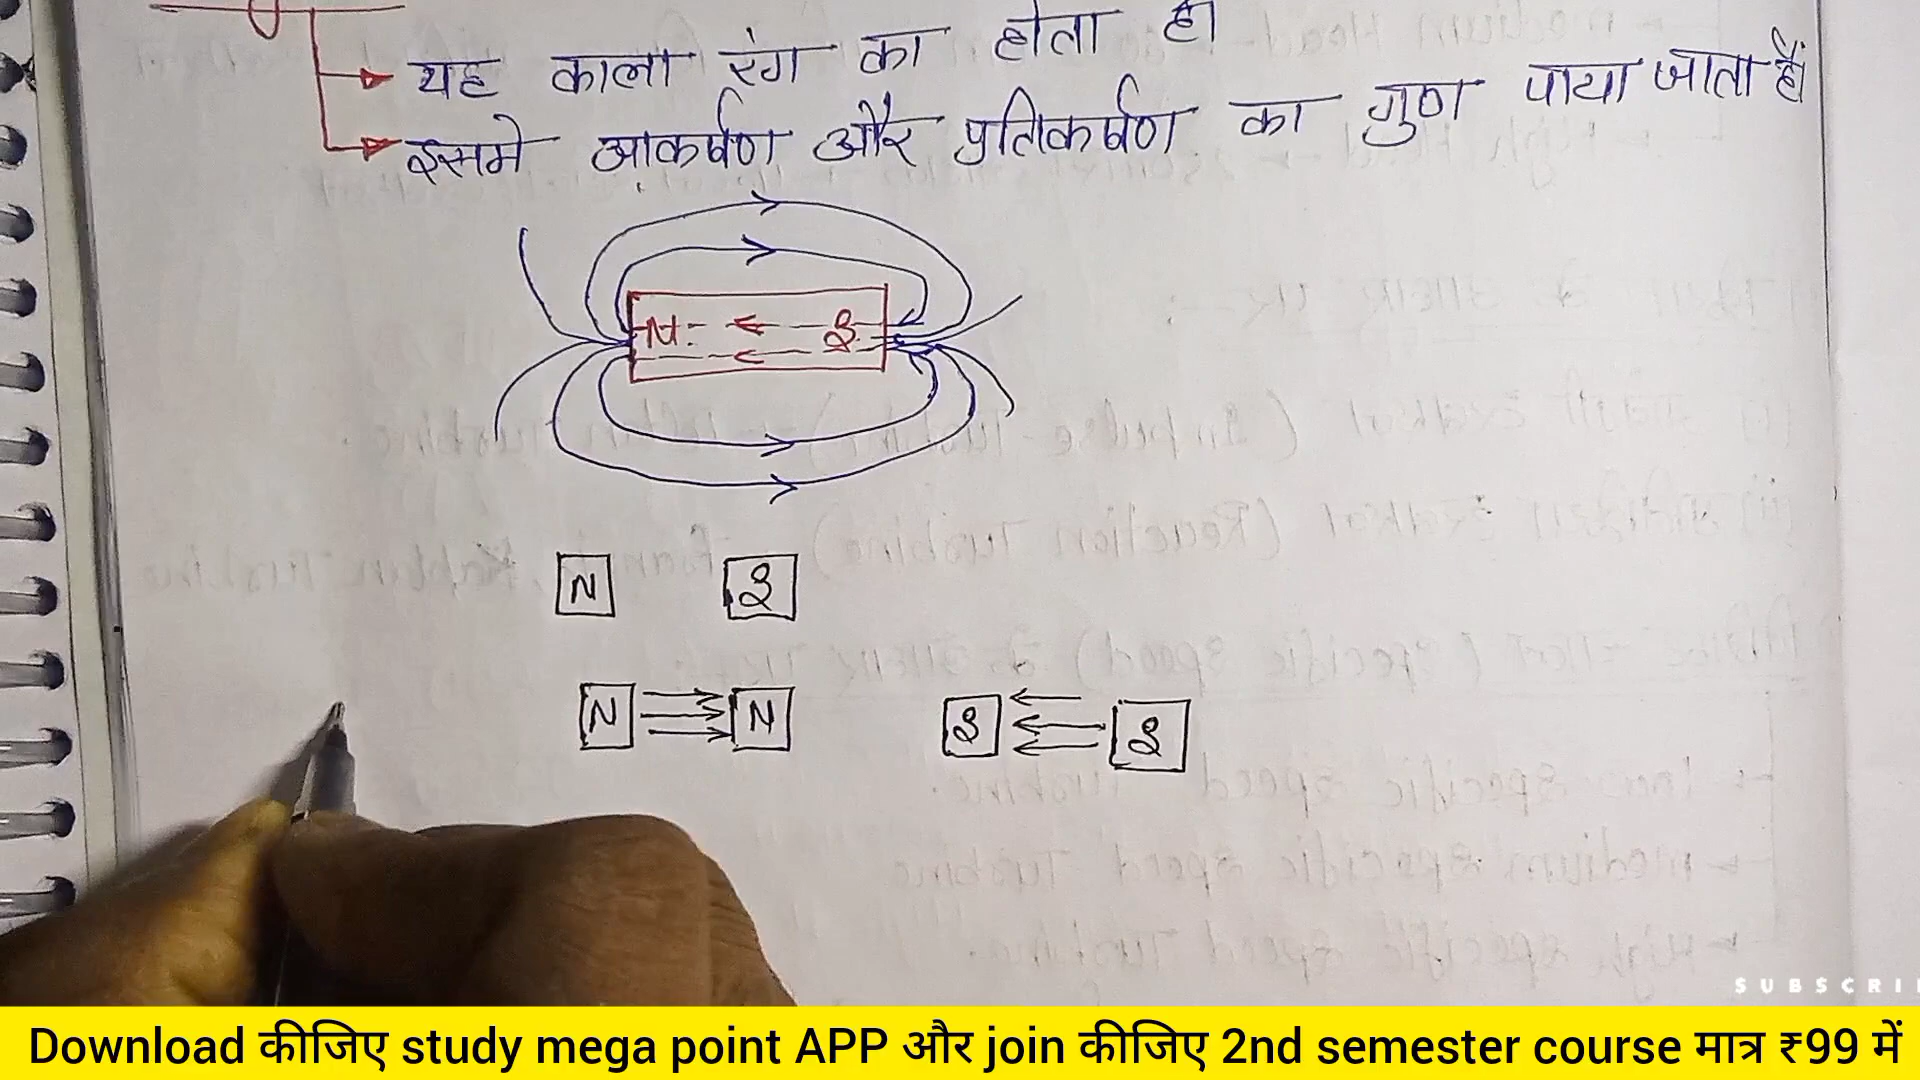 यह काला रंग का होता है।
इसमे आकर्षण और प्रतिकर्षण का गुण पाया जाता हैं।
N S
N S
N N S S
SUBSCRI
Download कीजिए study mega point APP और join कीजिए 2nd semester course मात्र ₹99 में